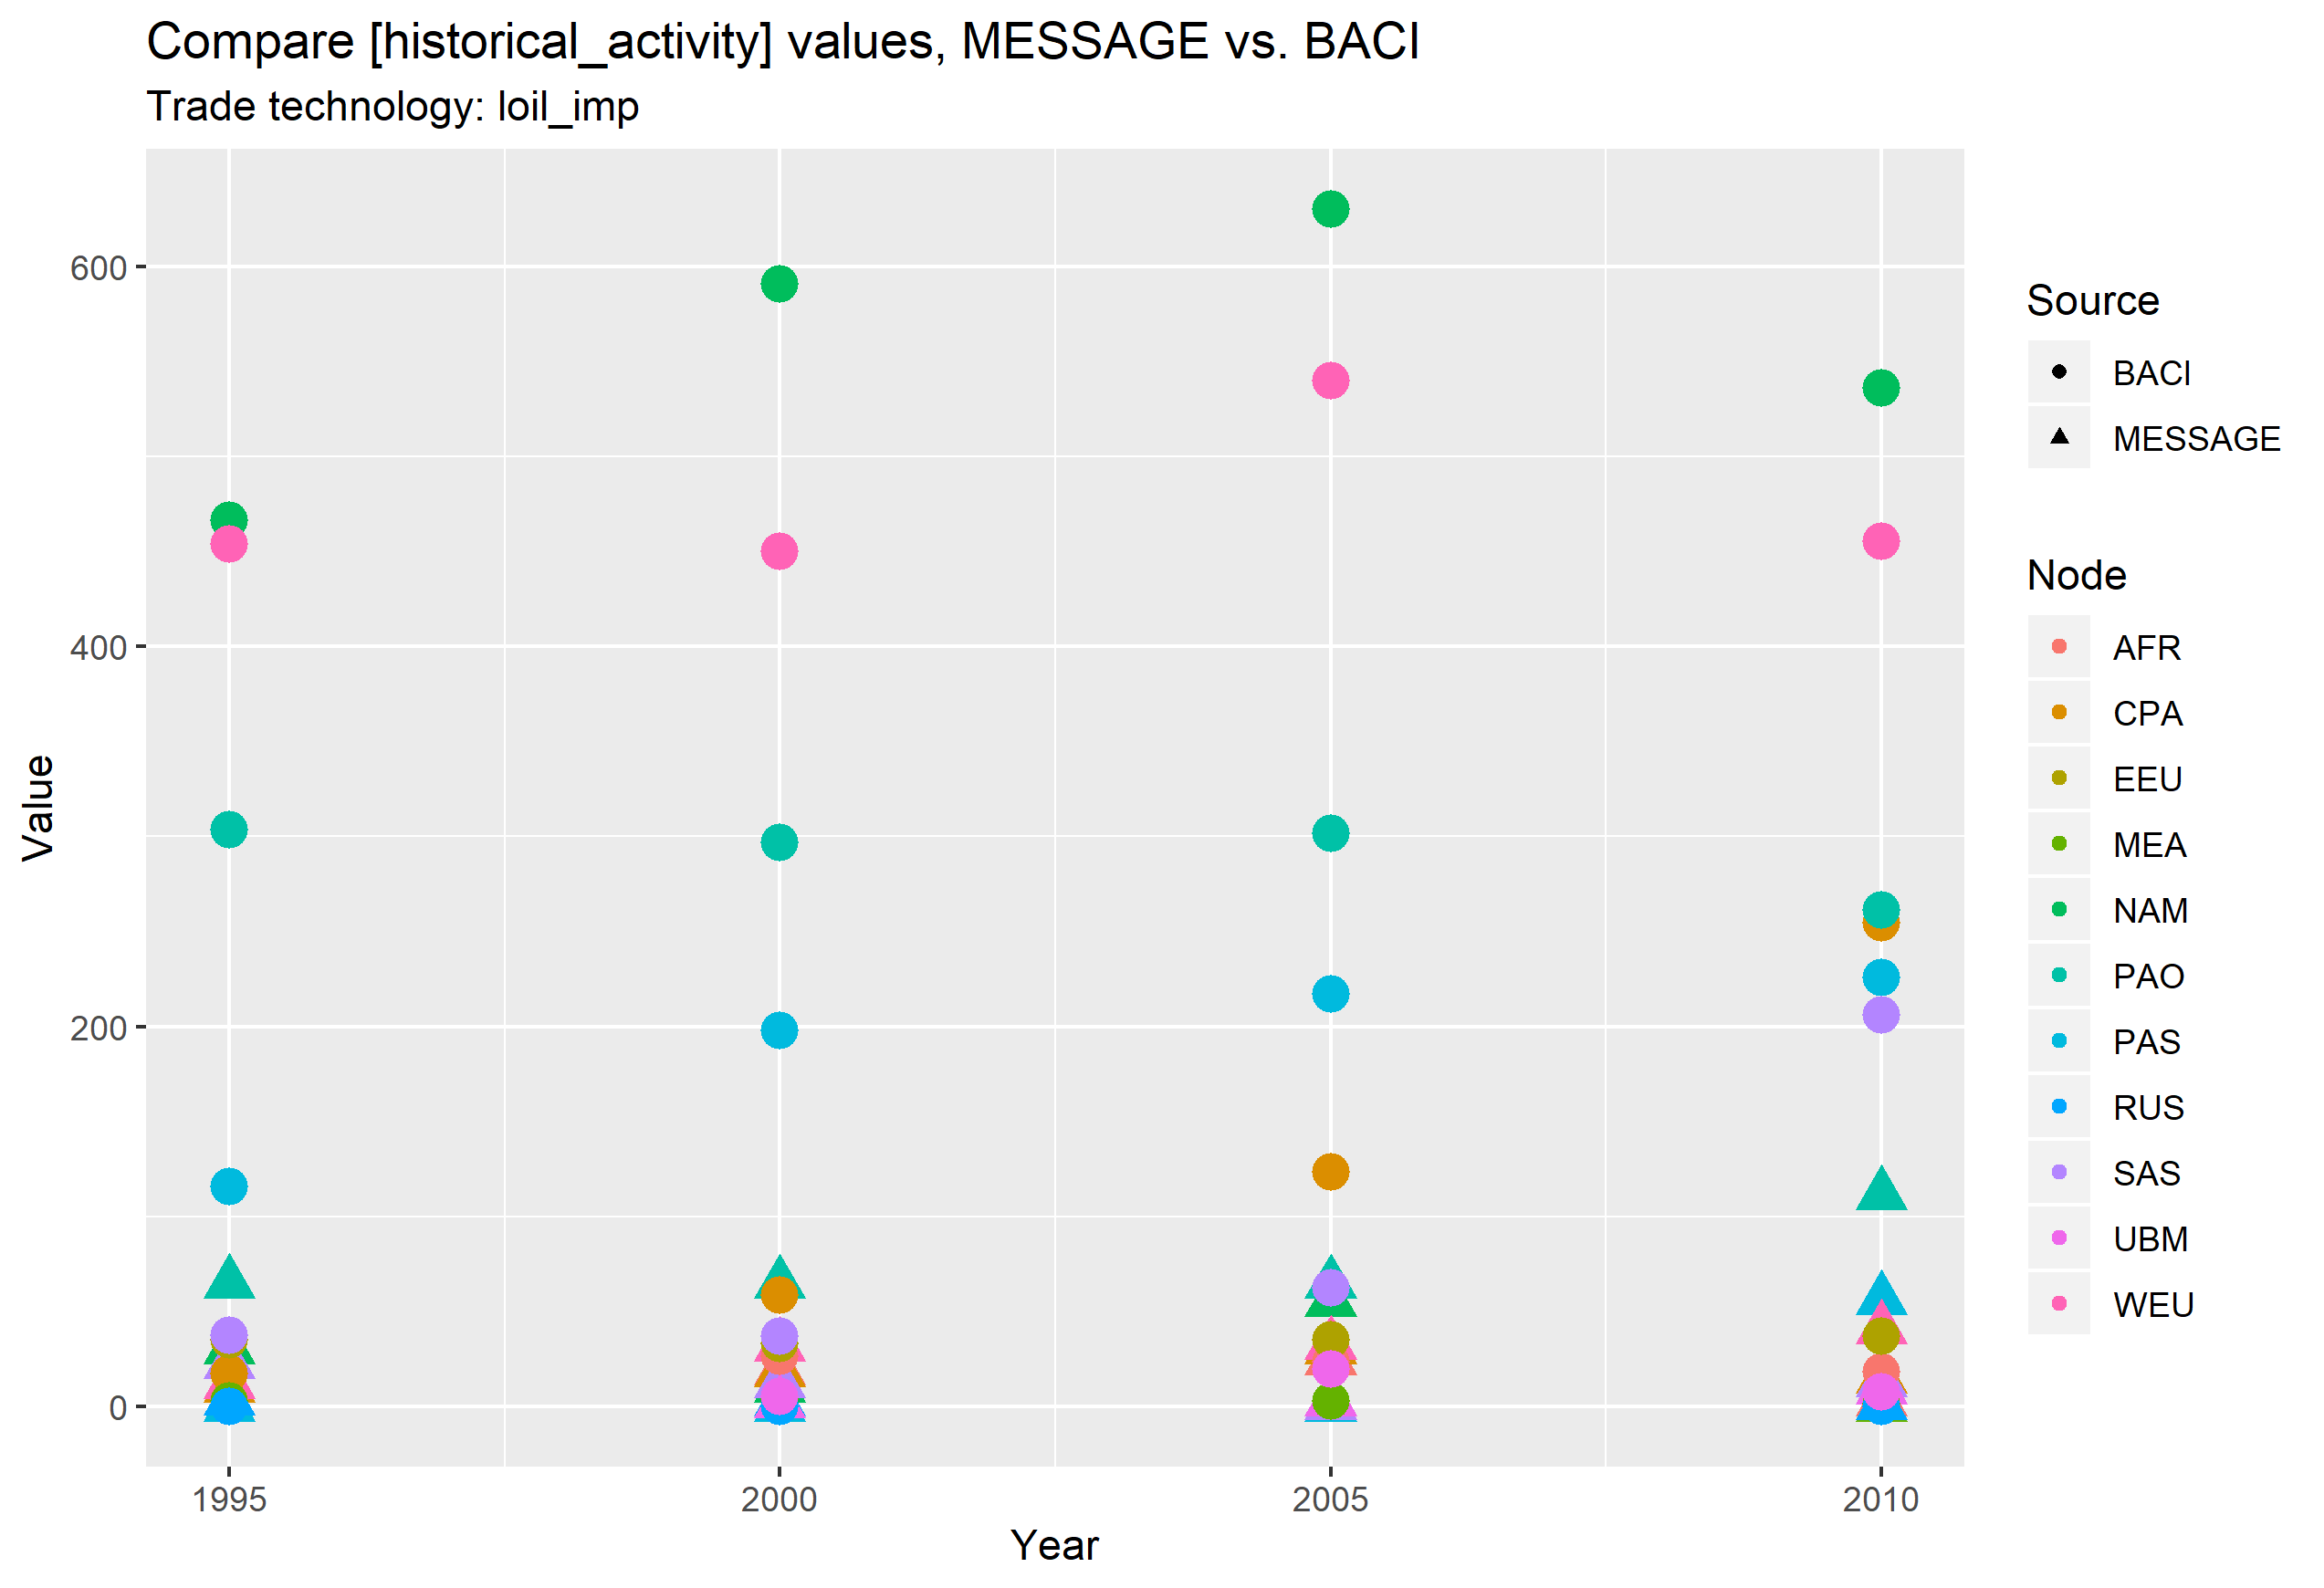 Compare [historical_activity] values, MESSAGE vs. BACI
Trade technology: loil_imp
Value
600
400
200
0
1995
2000
2005
2010
Year
Source
BACI
MESSAGE
Node
AFR
CPA
EEU
MEA
NAM
PAO
PAS
RUS
SAS
UBM
WEU